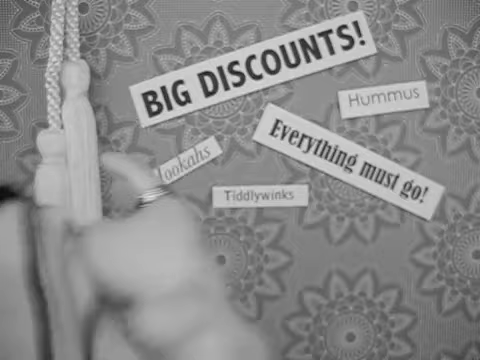 BIG DISCOUNTS!
Hummus
Everything must go!
ookahs
Tiddlywinks